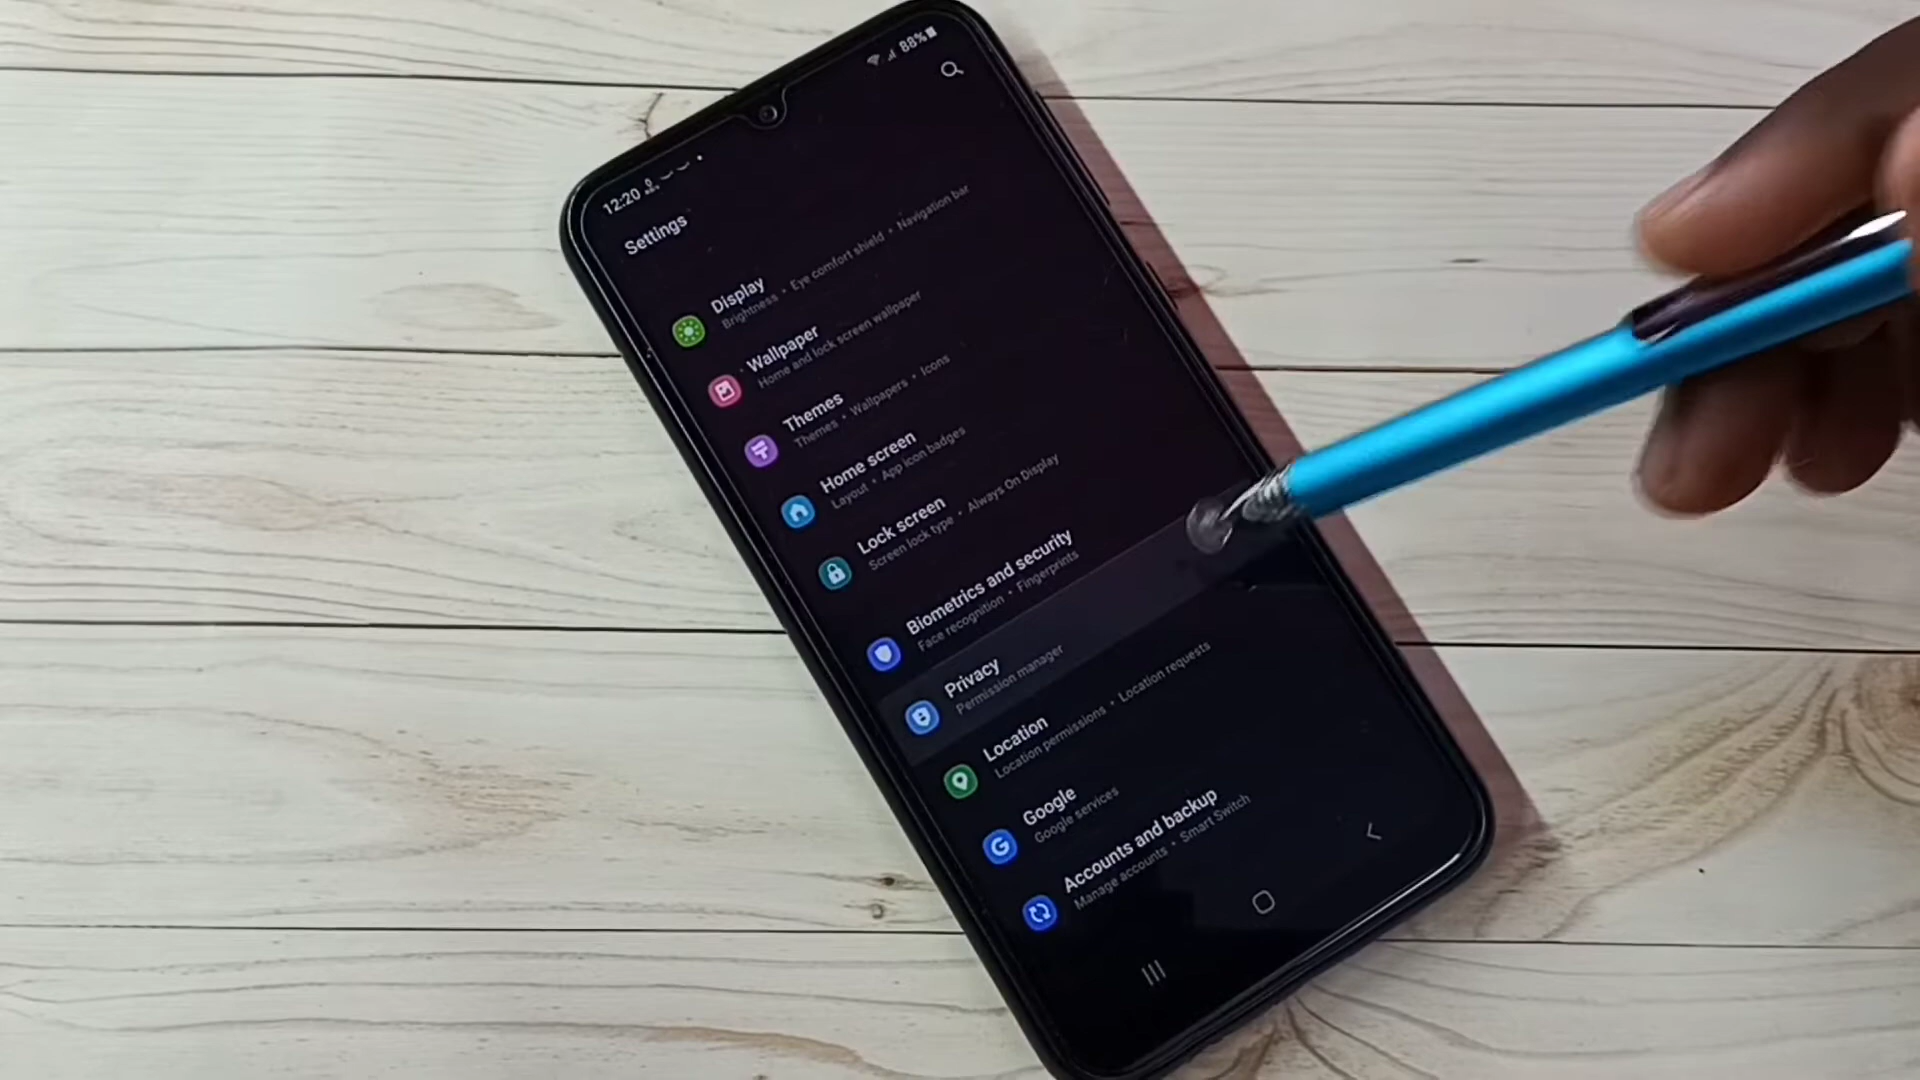 12:20
88%
Settings
Display
Brightness • Eye comfort shield • Navigation bar
Wallpaper
Home and lock screen wallpaper
Themes
Themes • Wallpapers • Icons
Home screen
Layout • App icon badges
Lock screen
Screen lock type • Always On Display
Biometrics and security
Face recognition • Fingerprints
Privacy
Permission manager
Location
Location permissions • Location requests
Google
Google services
Accounts and backup
Manage accounts • Smart Switch